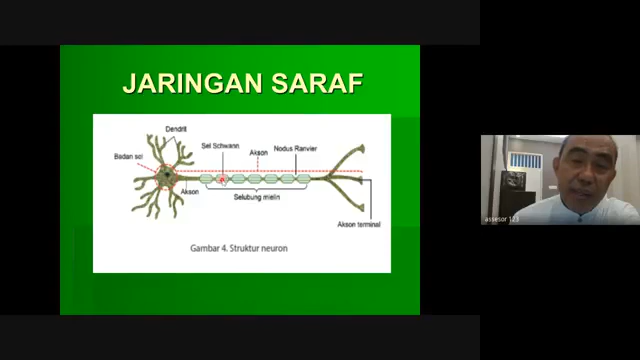 JARINGAN SARAF
Dendrit
Sel Schwann
Akson
Nodus Ranvier
Badan sel
Akson
Selubung mielin
Akson terminal
Gambar 4. Struktur neuron
assesor 123